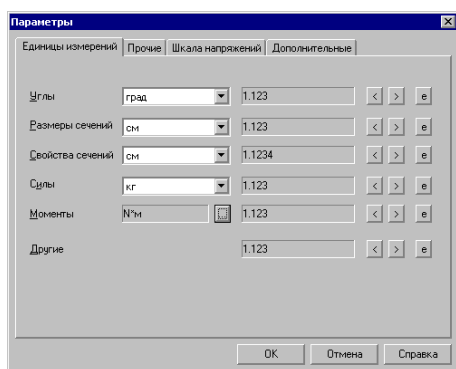 Параметры
Единицы измерений Прочие Шкала напряжений Дополнительные
Углы град 1.123 < > e
Размеры сечений см 1.123 < > e
Свойства сечений см 1.1234 < > e
Силы кг 1.123 < > e
Моменты N*м 1.123 < > e
Другие 1.123 < > e
OK Отмена Справка